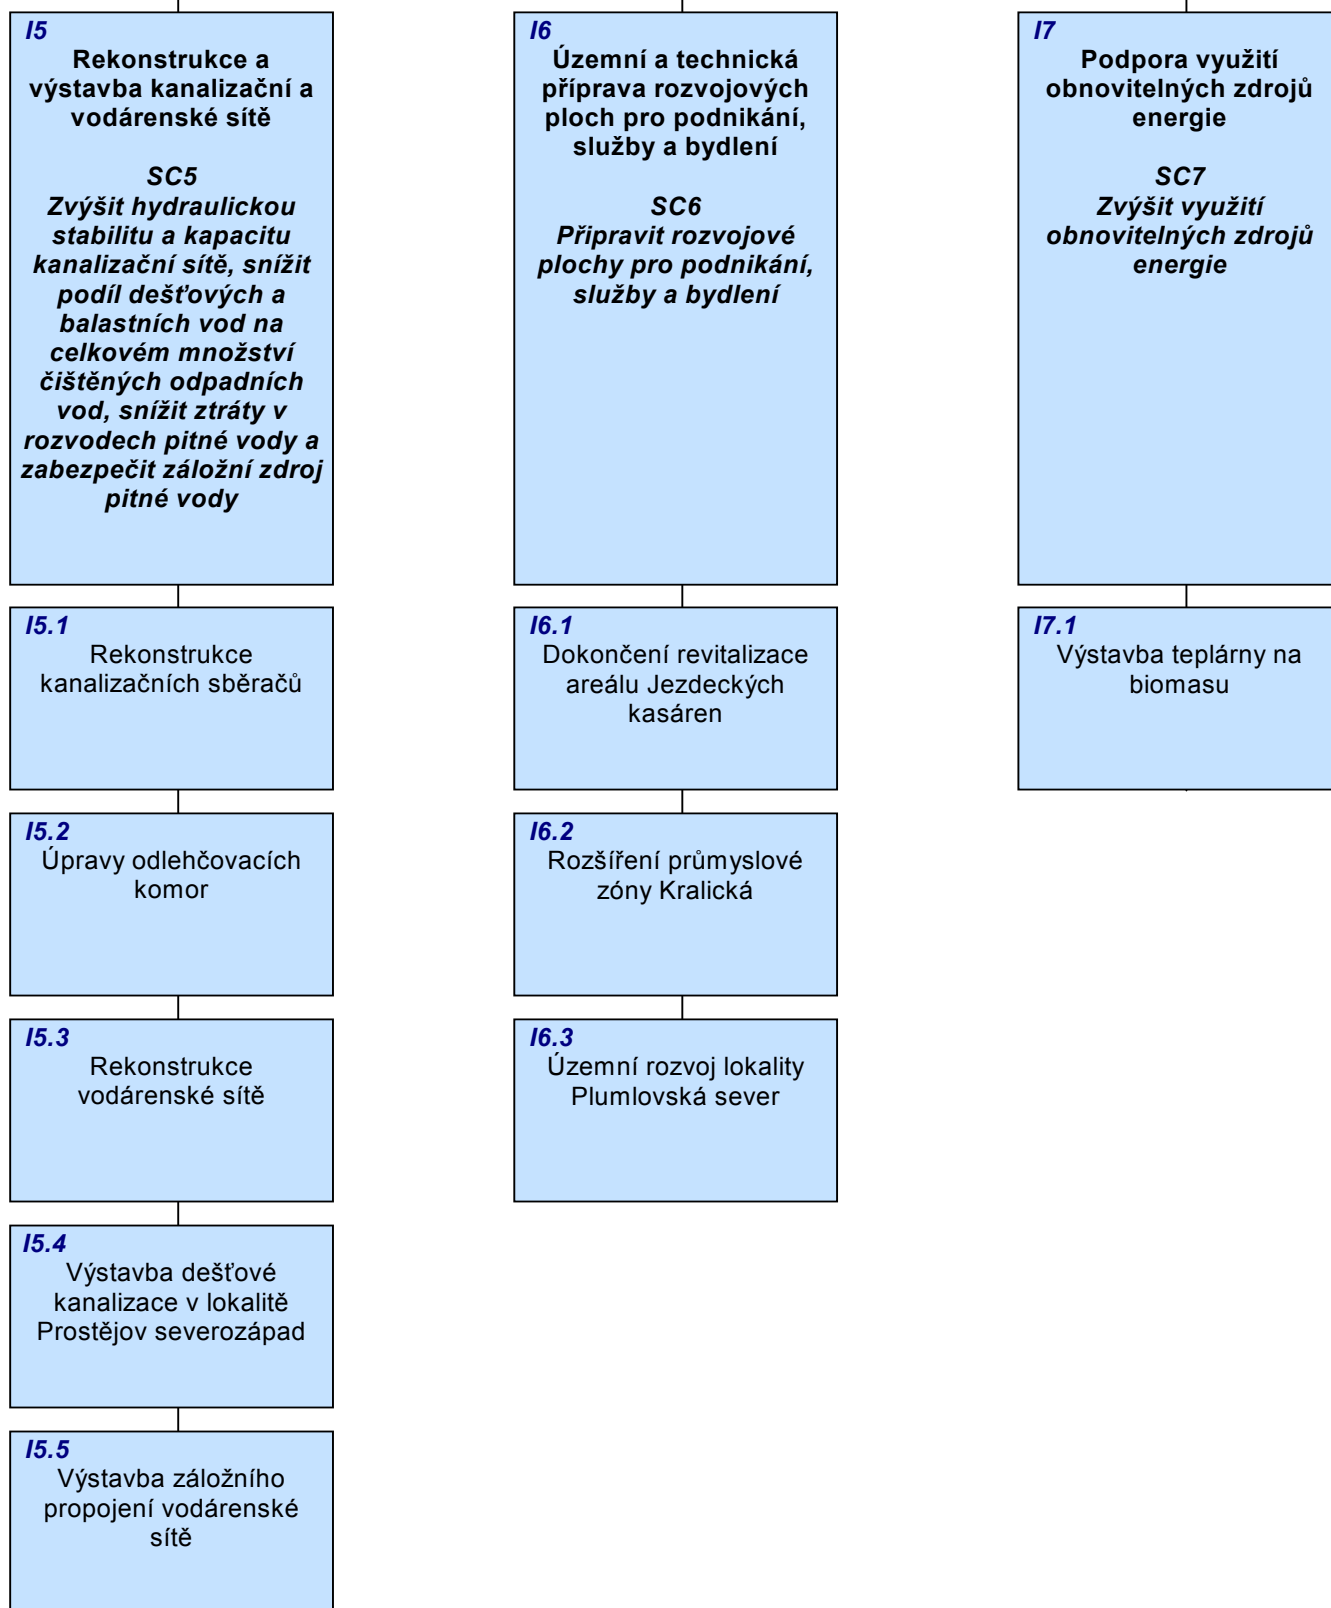 I5
Rekonstrukce a
výstavba kanalizační a
vodárenské sítě
SC5
Zvýšit hydraulickou
stabilitu a kapacitu
kanalizační sítě, snížit
podíl dešťových a
balastních vod na
celkovém množství
čištěných odpadních
vod, snížit ztráty v
rozvodech pitné vody a
zabezpečit záložní zdroj
pitné vody
I5.1
Rekonstrukce
kanalizačních sběračů
I5.2
Úpravy odlehčovacích
komor
I5.3
Rekonstrukce
vodárenské sítě
I5.4
Výstavba dešťové
kanalizace v lokalitě
Prostějov severozápad
I5.5
Výstavba záložního
propojení vodárenské
sítě
I6
Územní a technická
příprava rozvojových
ploch pro podnikání,
služby a bydlení
SC6
Připravit rozvojové
plochy pro podnikání,
služby a bydlení
I6.1
Dokončení revitalizace
areálu Jezdeckých
kasáren
I6.2
Rozšíření průmyslové
zóny Kralická
I6.3
Územní rozvoj lokality
Plumlovská sever
I7
Podpora využití
obnovitelných zdrojů
energie
SC7
Zvýšit využití
obnovitelných zdrojů
energie
I7.1
Výstavba teplárny na
biomasu